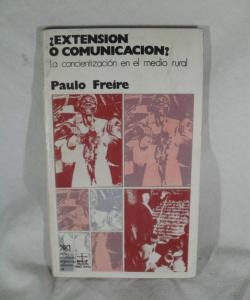 ¿EXTENSION
O COMUNICACION?
La concientización en el medio rural
Paulo Freire